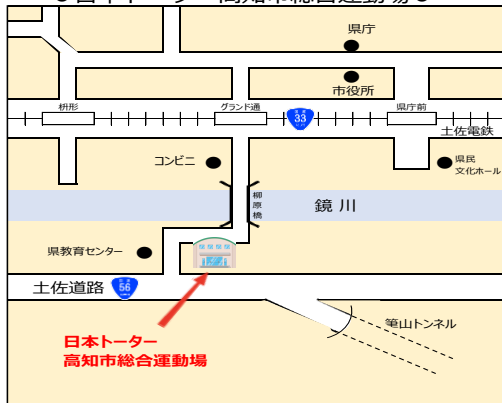 県庁
市役所
枡形
グランド通
33
県庁前
土佐電鉄
コンビニ
県民
文化ホール
柳原橋
鏡川
県教育センター
土佐道路
56
筆山トンネル
日本トーター
高知市総合運動場